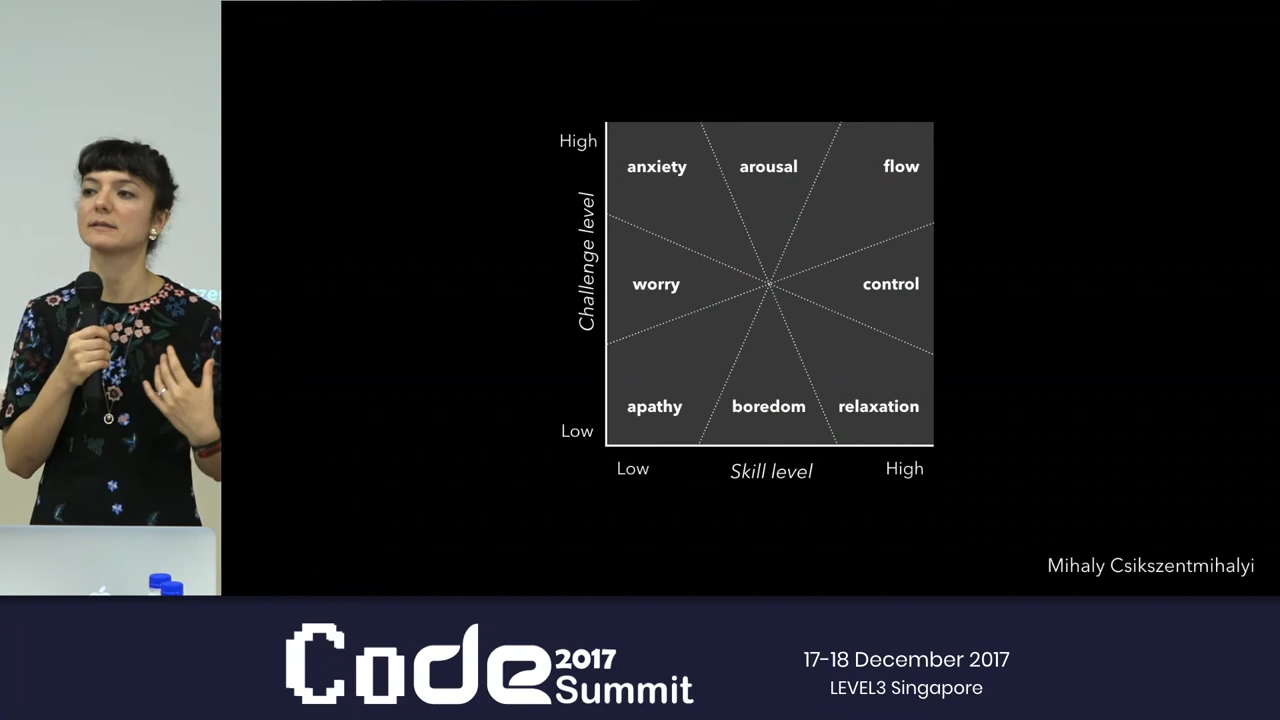 High
anxiety
arousal
flow
Challenge level
worry
control
apathy
boredom
relaxation
Low
Low
Skill level
High
Mihaly Csikszentmihalyi
Code 2017 Summit
17-18 December 2017
LEVEL3 Singapore